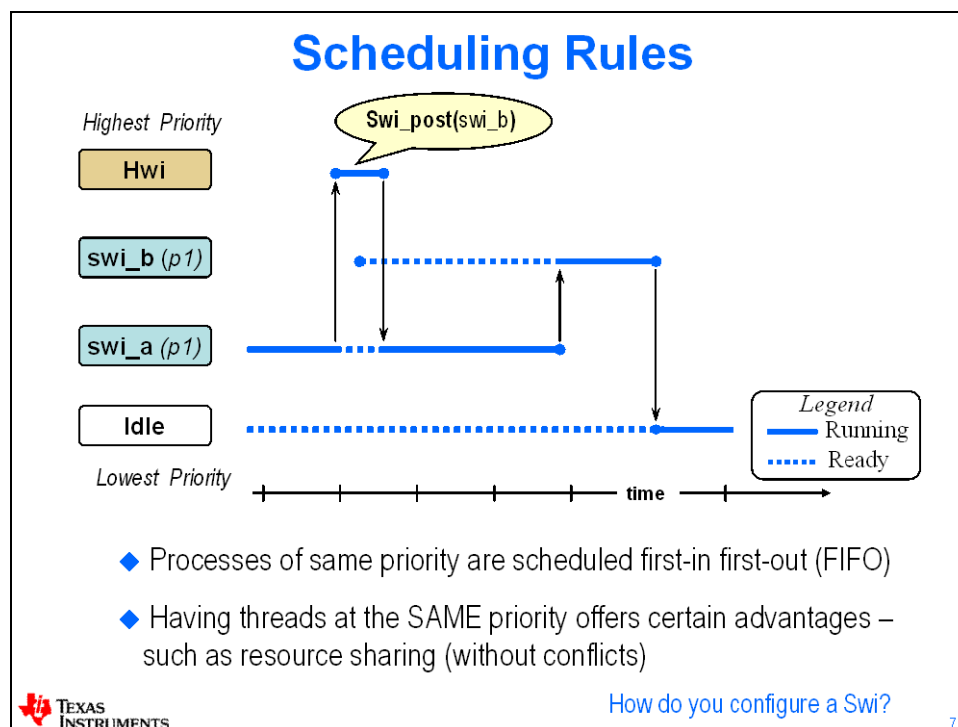 Scheduling Rules
Highest Priority
Swi_post(swi_b)
Hwi
swi_b (p1)
swi_a (p1)
Idle
Legend
Running
Ready
Lowest Priority
time
◆ Processes of same priority are scheduled first-in first-out (FIFO)
◆ Having threads at the SAME priority offers certain advantages –
such as resource sharing (without conflicts)
TEXAS
INSTRUMENTS
How do you configure a Swi?
7